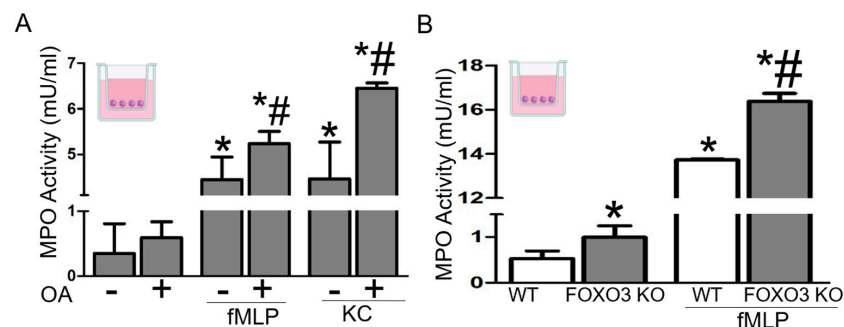 A
MPO Activity (mU/ml)
7
6
5
1
0
*
*#
*
*#
OA - + - + - +
fMLP KC
B
MPO Activity (mU/ml)
18
16
14
12
1
0
*
*
*#
WT FOXO3 KO WT FOXO3 KO
fMLP